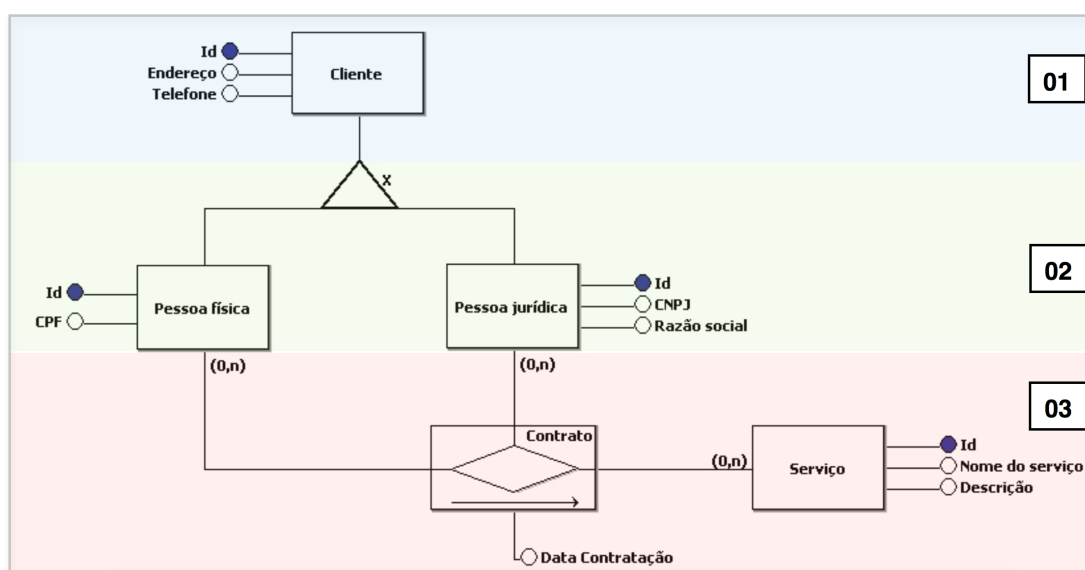 Id
Endereço
Telefone
Cliente
01
X
02
Id
CPF
Pessoa física
Pessoa jurídica
Id
CNPJ
Razão social
(0,n)
(0,n)
03
Contrato
(0,n)
Serviço
Id
Nome do serviço
Descrição
Data Contratação